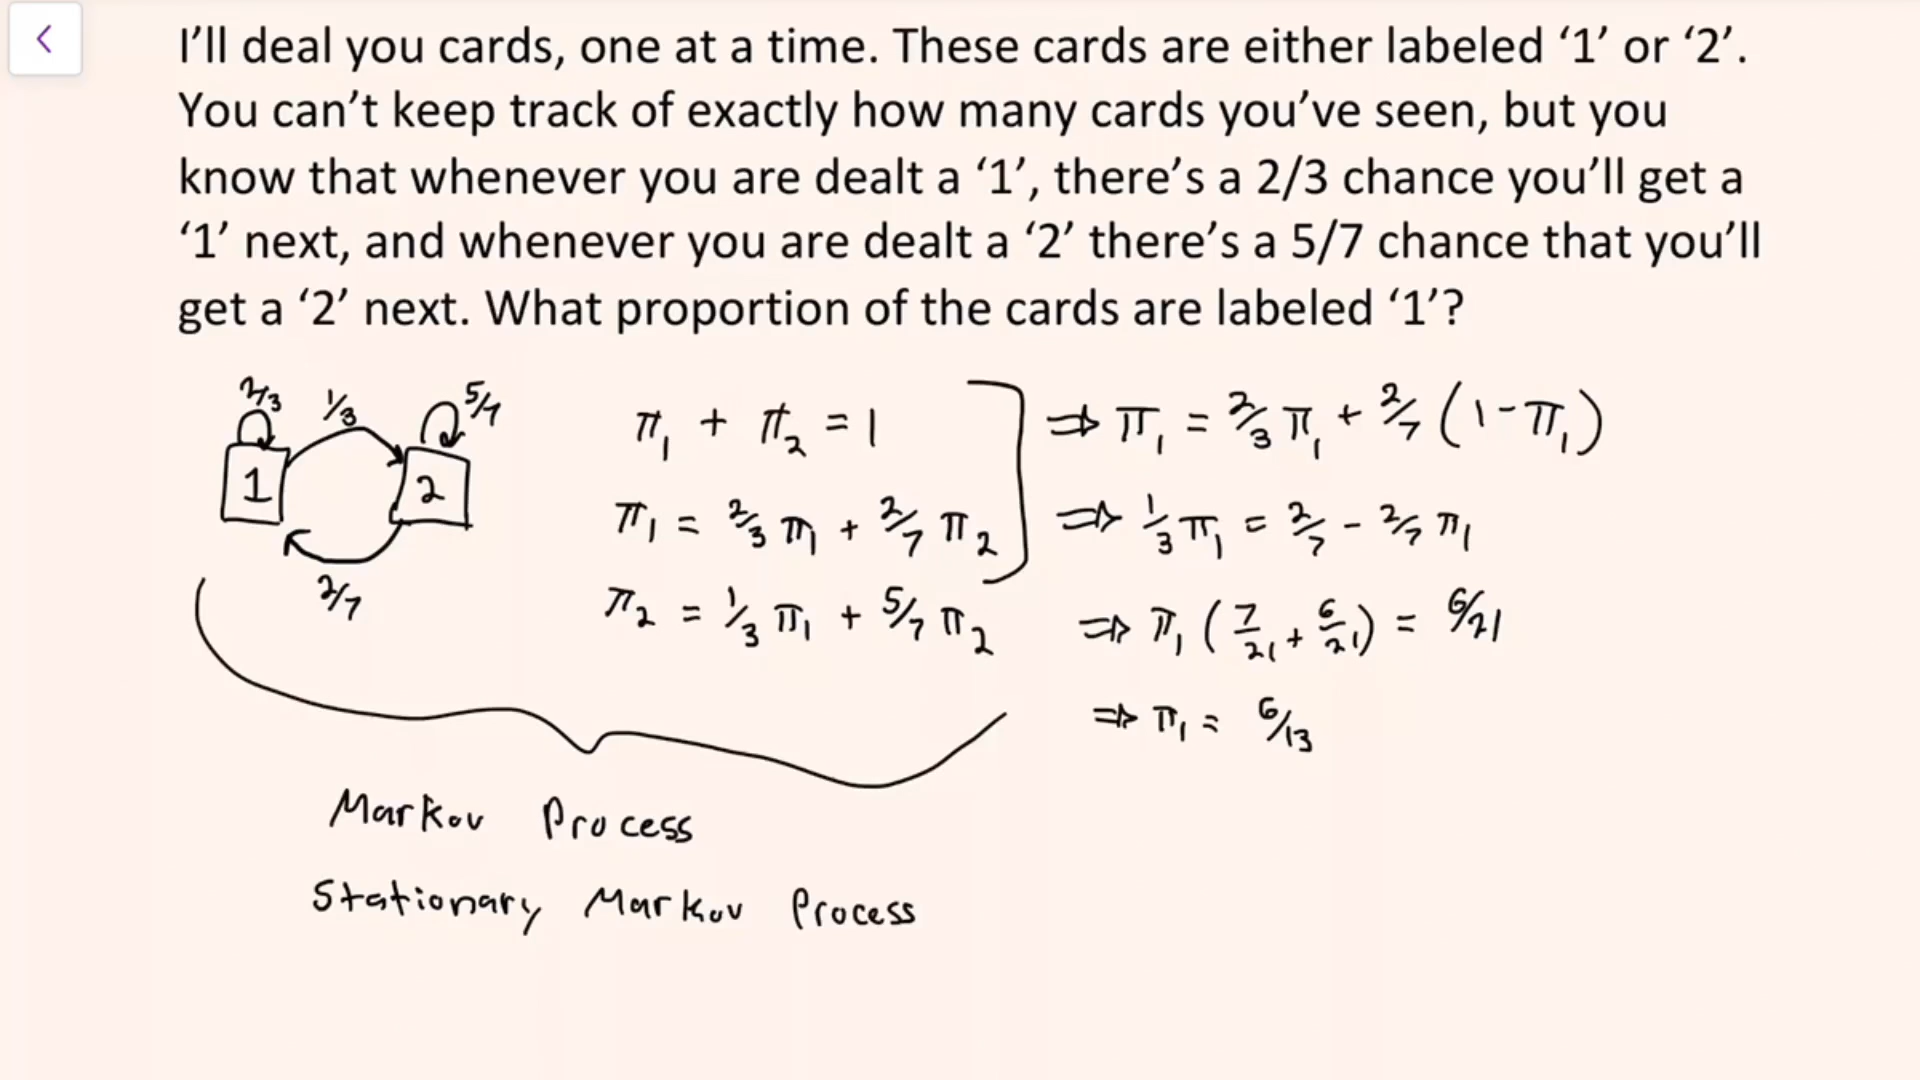 I’ll deal you cards, one at a time. These cards are either labeled ‘1’ or ‘2’.
You can’t keep track of exactly how many cards you’ve seen, but you
know that whenever you are dealt a ‘1’, there’s a 2/3 chance you’ll get a
‘1’ next, and whenever you are dealt a ‘2’ there’s a 5/7 chance that you’ll
get a ‘2’ next. What proportion of the cards are labeled ‘1’?
2/3 1/3 5/7
1 2
2/7
π₁ + π₂ = 1
π₁ = 2/3 π₁ + 2/7 π₂
π₂ = 1/3 π₁ + 5/7 π₂
⇒ π₁ = 2/3 π₁ + 2/7 (1 - π₁)
⇒ 1/3 π₁ = 2/7 - 2/7 π₁
⇒ π₁ (7/21 + 6/21) = 6/21
⇒ π₁ = 6/13
Markov Process
Stationary Markov Process